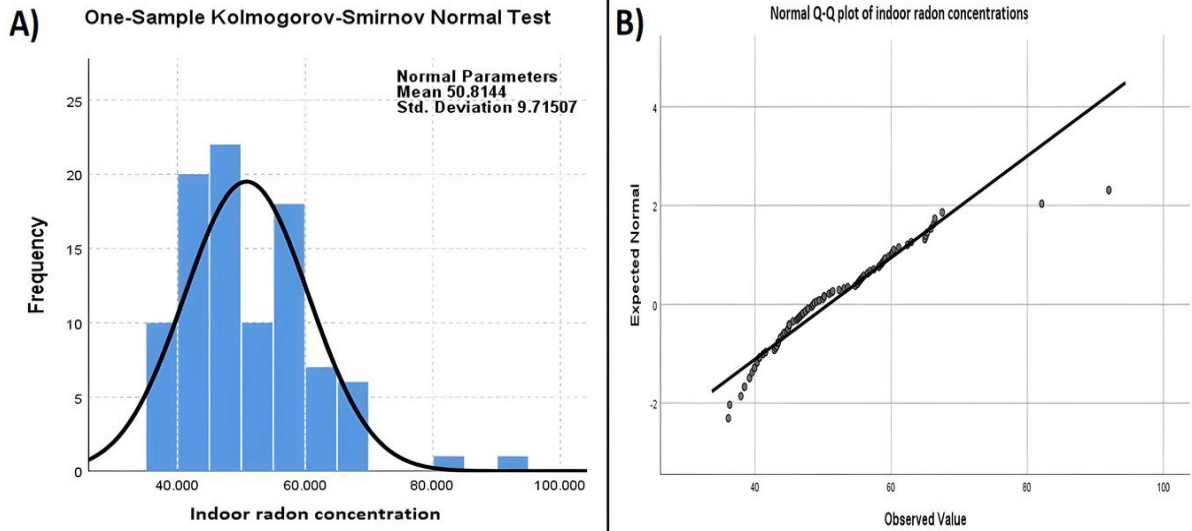 A)
One-Sample Kolmogorov-Smirnov Normal Test
Normal Parameters
Mean 50.8144
Std. Deviation 9.71507
Frequency
25
20
15
10
5
0
40.000 60.000 80.000 100.000
Indoor radon concentration
B)
Normal Q-Q plot of indoor radon concentrations
Expected Normal
4
2
0
-2
40 60 80 100
Observed Value